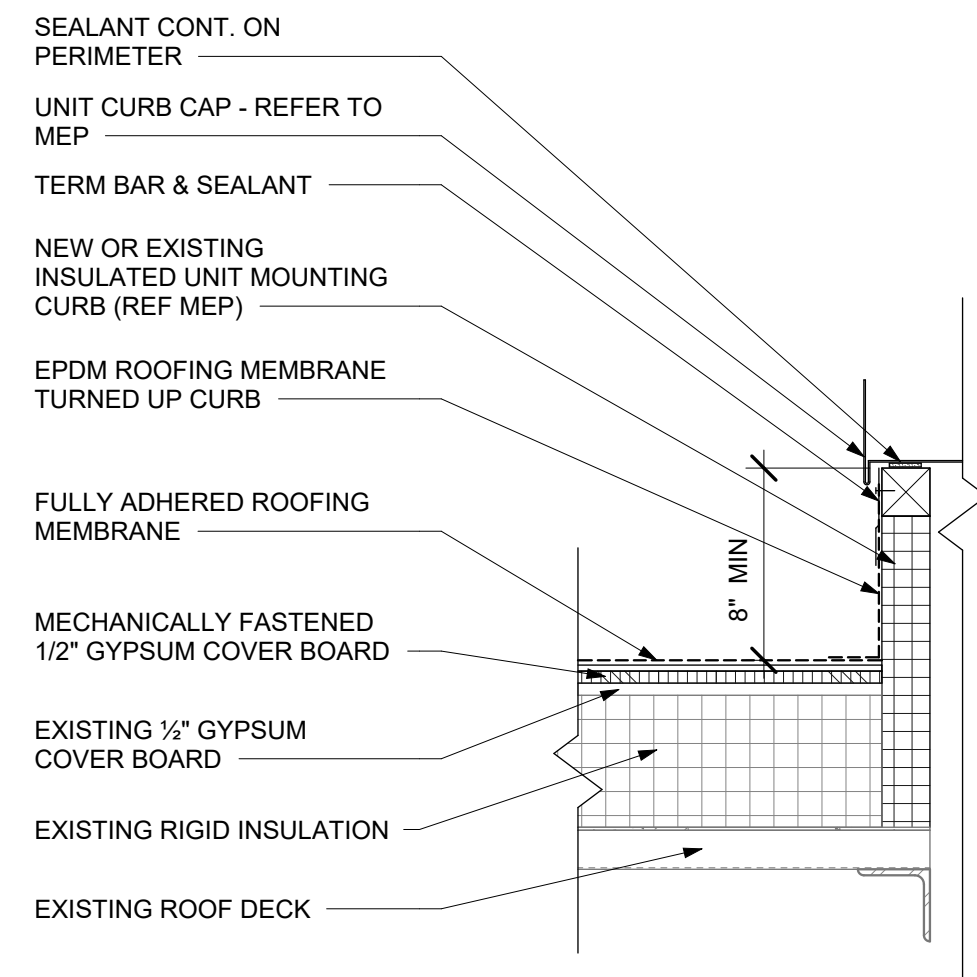 SEALANT CONT. ON
PERIMETER
UNIT CURB CAP - REFER TO
MEP
TERM BAR & SEALANT
NEW OR EXISTING
INSULATED UNIT MOUNTING
CURB (REF MEP)
EPDM ROOFING MEMBRANE
TURNED UP CURB
FULLY ADHERED ROOFING
MEMBRANE
MECHANICALLY FASTENED
1/2" GYPSUM COVER BOARD
EXISTING ½" GYPSUM
COVER BOARD
EXISTING RIGID INSULATION
EXISTING ROOF DECK
8" MIN